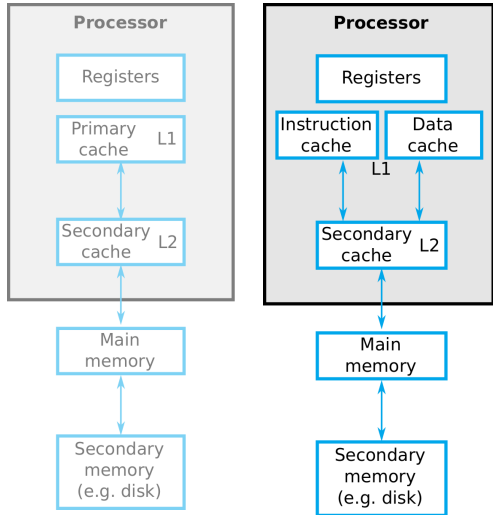 Processor
Registers
Primary
cache
L1
Secondary
cache
L2
Main
memory
Secondary
memory
(e.g. disk)
Processor
Registers
Instruction
cache
Data
cache
L1
Secondary
cache
L2
Main
memory
Secondary
memory
(e.g. disk)